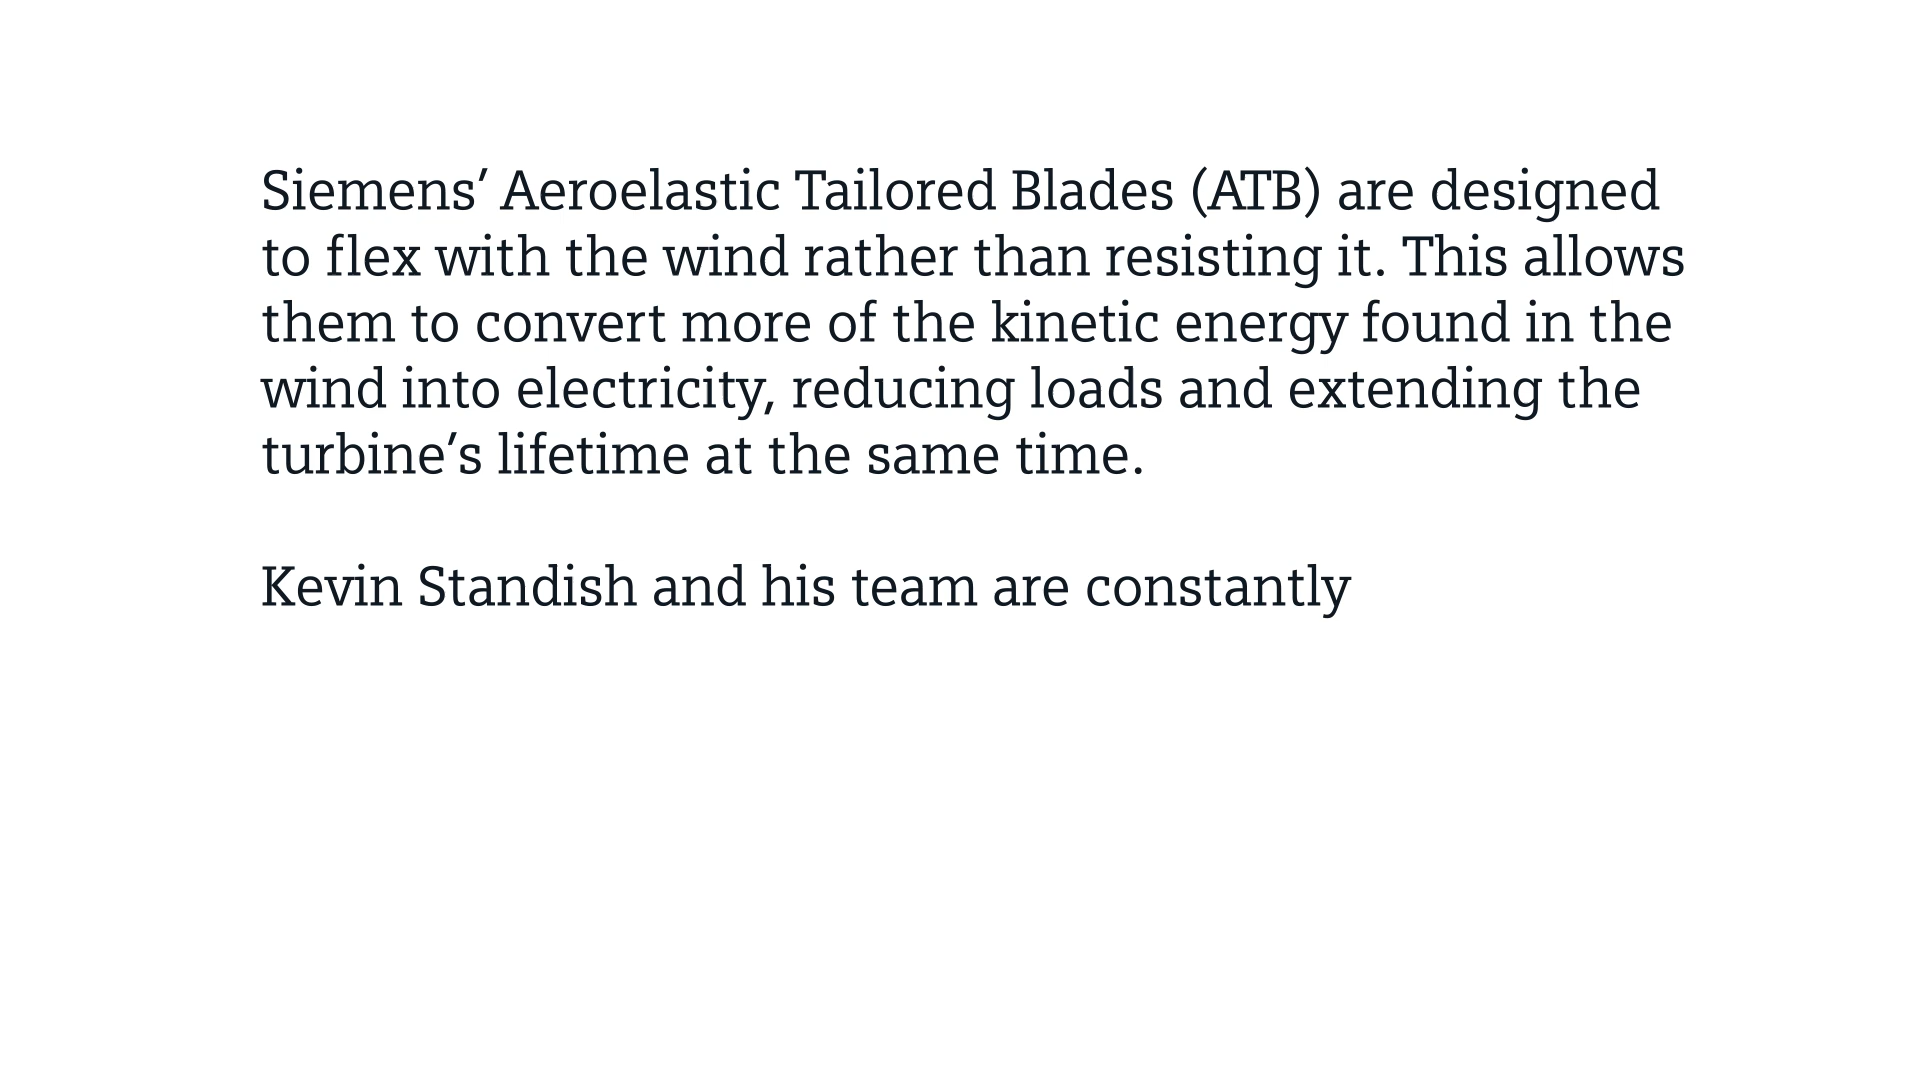 Siemens’ Aeroelastic Tailored Blades (ATB) are designed
to flex with the wind rather than resisting it. This allows
them to convert more of the kinetic energy found in the
wind into electricity, reducing loads and extending the
turbine’s lifetime at the same time.
Kevin Standish and his team are constantly